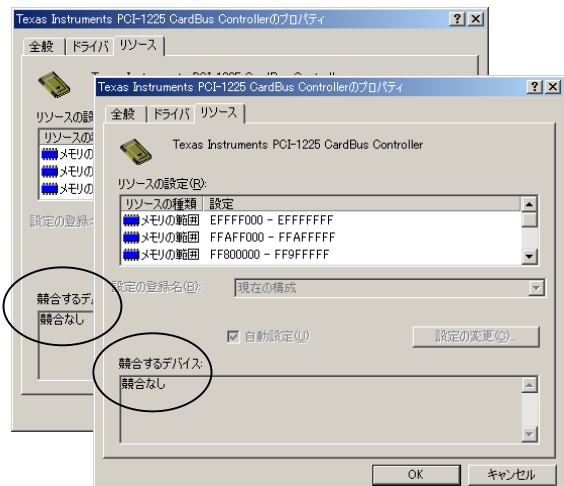 Texas Instruments PCI-1225 CardBus Controllerのプロパティ
全般 ドライバ リソース
リソースの設
リソースの
メモリの
メモリの
メモリの
設定の登録名
競合するデバ
競合なし
Texas Instruments PCI-1225 CardBus Controllerのプロパティ
全般 ドライバ リソース
Texas Instruments PCI-1225 CardBus Controller
リソースの設定(R):
リソースの種類 設定
メモリの範囲 EFFFF000 - EFFFFFFF
メモリの範囲 FFAFF000 - FFAFFFFF
メモリの範囲 FF800000 - FF9FFFFF
設定の登録名(B): 現在の構成
自動設定(U) 設定の変更(C)...
競合するデバイス:
競合なし
OK キャンセル